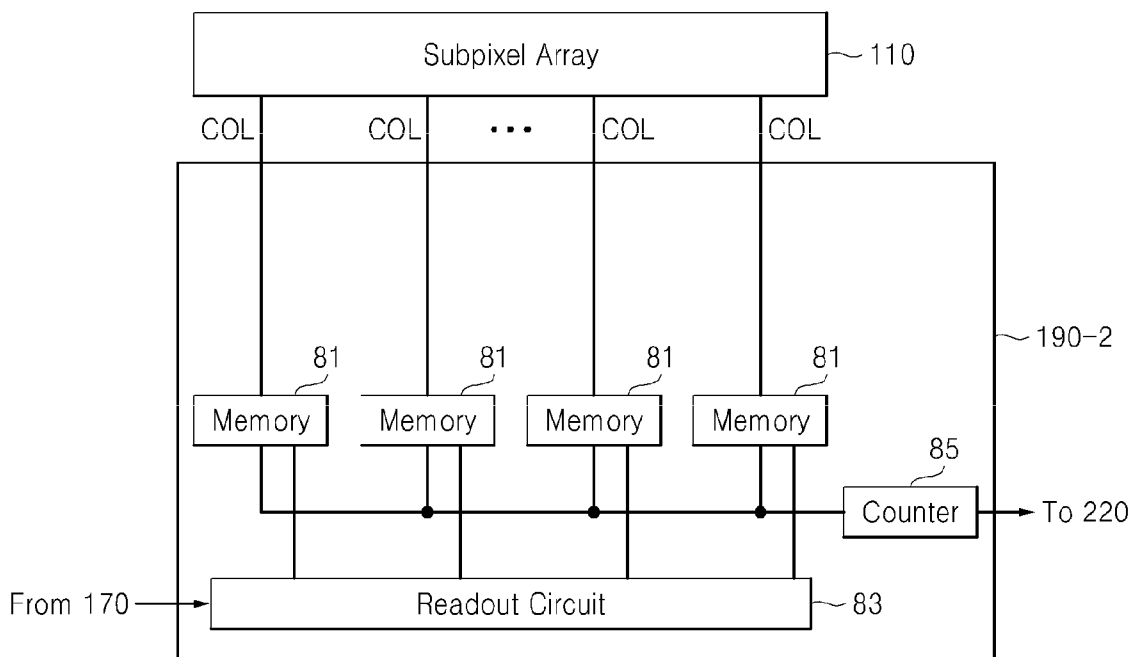 Subpixel Array
110
COL COL ••• COL COL
190-2
81 81 81 81
Memory Memory Memory Memory
85
Counter
To 220
From 170
Readout Circuit
83